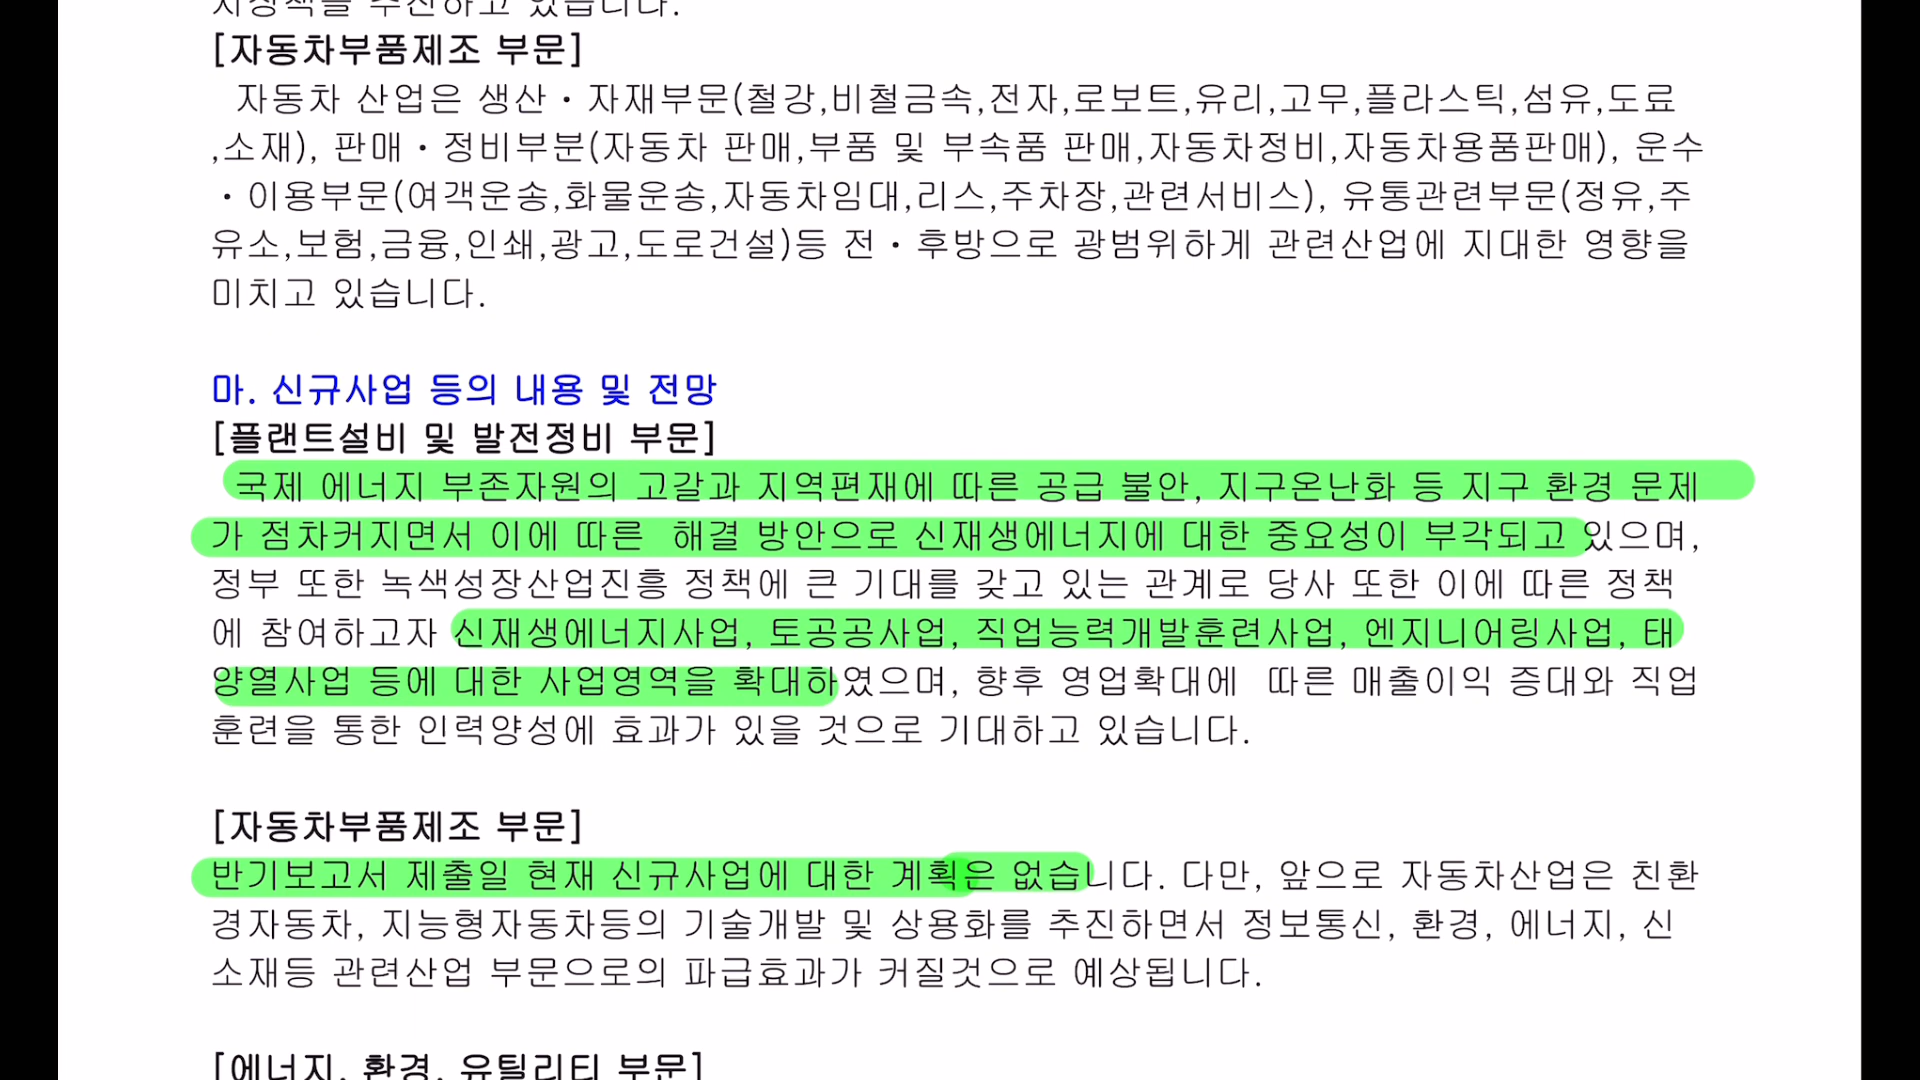 치정책을 추진하고 있습니다.
[자동차부품제조 부문]
자동차 산업은 생산・자재부문(철강,비철금속,전자,로보트,유리,고무,플라스틱,섬유,도료
,소재), 판매・정비부분(자동차 판매,부품 및 부속품 판매,자동차정비,자동차용품판매), 운수
・이용부문(여객운송,화물운송,자동차임대,리스,주차장,관련서비스), 유통관련부문(정유,주
유소,보험,금융,인쇄,광고,도로건설)등 전・후방으로 광범위하게 관련산업에 지대한 영향을
미치고 있습니다.
마. 신규사업 등의 내용 및 전망
[플랜트설비 및 발전정비 부문]
국제 에너지 부존자원의 고갈과 지역편재에 따른 공급 불안, 지구온난화 등 지구 환경 문제
가 점차커지면서 이에 따른 해결 방안으로 신재생에너지에 대한 중요성이 부각되고 있으며,
정부 또한 녹색성장산업진흥 정책에 큰 기대를 갖고 있는 관계로 당사 또한 이에 따른 정책
에 참여하고자 신재생에너지사업, 토공공사업, 직업능력개발훈련사업, 엔지니어링사업, 태
양열사업 등에 대한 사업영역을 확대하였으며, 향후 영업확대에 따른 매출이익 증대와 직업
훈련을 통한 인력양성에 효과가 있을 것으로 기대하고 있습니다.
[자동차부품제조 부문]
반기보고서 제출일 현재 신규사업에 대한 계획은 없습니다. 다만, 앞으로 자동차산업은 친환
경자동차, 지능형자동차등의 기술개발 및 상용화를 추진하면서 정보통신, 환경, 에너지, 신
소재등 관련산업 부문으로의 파급효과가 커질것으로 예상됩니다.
[에너지, 환경, 유틸리티 부문]